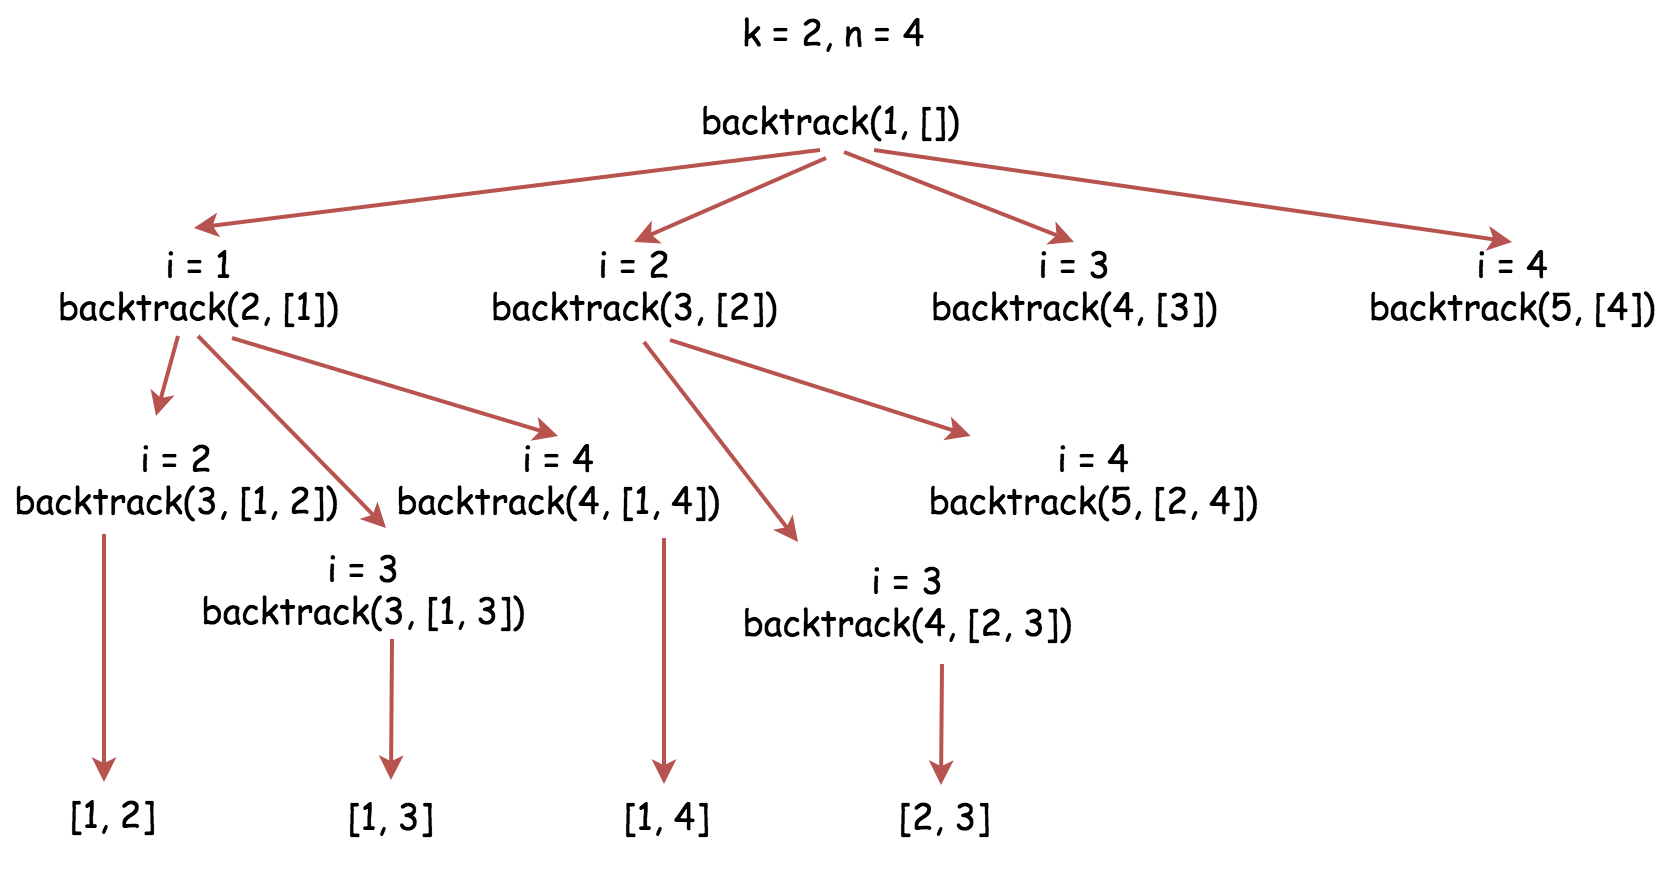 k = 2, n = 4
backtrack(1, [])
i = 1
backtrack(2, [1])
i = 2
backtrack(3, [2])
i = 3
backtrack(4, [3])
i = 4
backtrack(5, [4])
i = 2
backtrack(3, [1, 2])
i = 4
backtrack(4, [1, 4])
i = 4
backtrack(5, [2, 4])
i = 3
backtrack(3, [1, 3])
i = 3
backtrack(4, [2, 3])
[1, 2]
[1, 3]
[1, 4]
[2, 3]